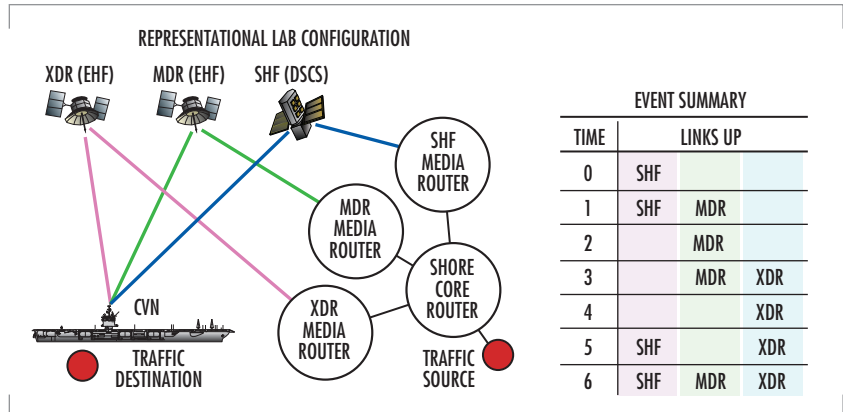 REPRESENTATIONAL LAB CONFIGURATION
XDR (EHF)
MDR (EHF)
SHF (DSCS)
SHF
MEDIA
ROUTER
MDR
MEDIA
ROUTER
SHORE
CORE
ROUTER
XDR
MEDIA
ROUTER
CVN
TRAFFIC
DESTINATION
TRAFFIC
SOURCE
EVENT SUMMARY
TIME LINKS UP
0 SHF
1 SHF MDR
2 MDR
3 MDR XDR
4 XDR
5 SHF XDR
6 SHF MDR XDR